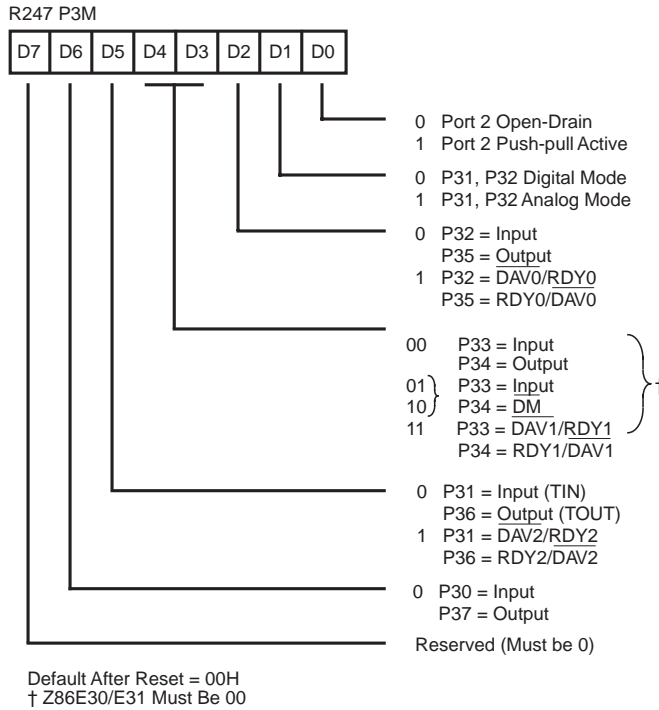 R247 P3M
D7 D6 D5 D4 D3 D2 D1 D0
0 Port 2 Open-Drain
1 Port 2 Push-pull Active
0 P31, P32 Digital Mode
1 P31, P32 Analog Mode
0 P32 = Input
P35 = Output
1 P32 = DAV0/RDY0
P35 = RDY0/DAV0
00 P33 = Input
P34 = Output
01 } P33 = Input
10 } P34 = DM
11 P33 = DAV1/RDY1
P34 = RDY1/DAV1
†
0 P31 = Input (TIN)
P36 = Output (TOUT)
1 P31 = DAV2/RDY2
P36 = RDY2/DAV2
0 P30 = Input
P37 = Output
Reserved (Must be 0)
Default After Reset = 00H
† Z86E30/E31 Must Be 00